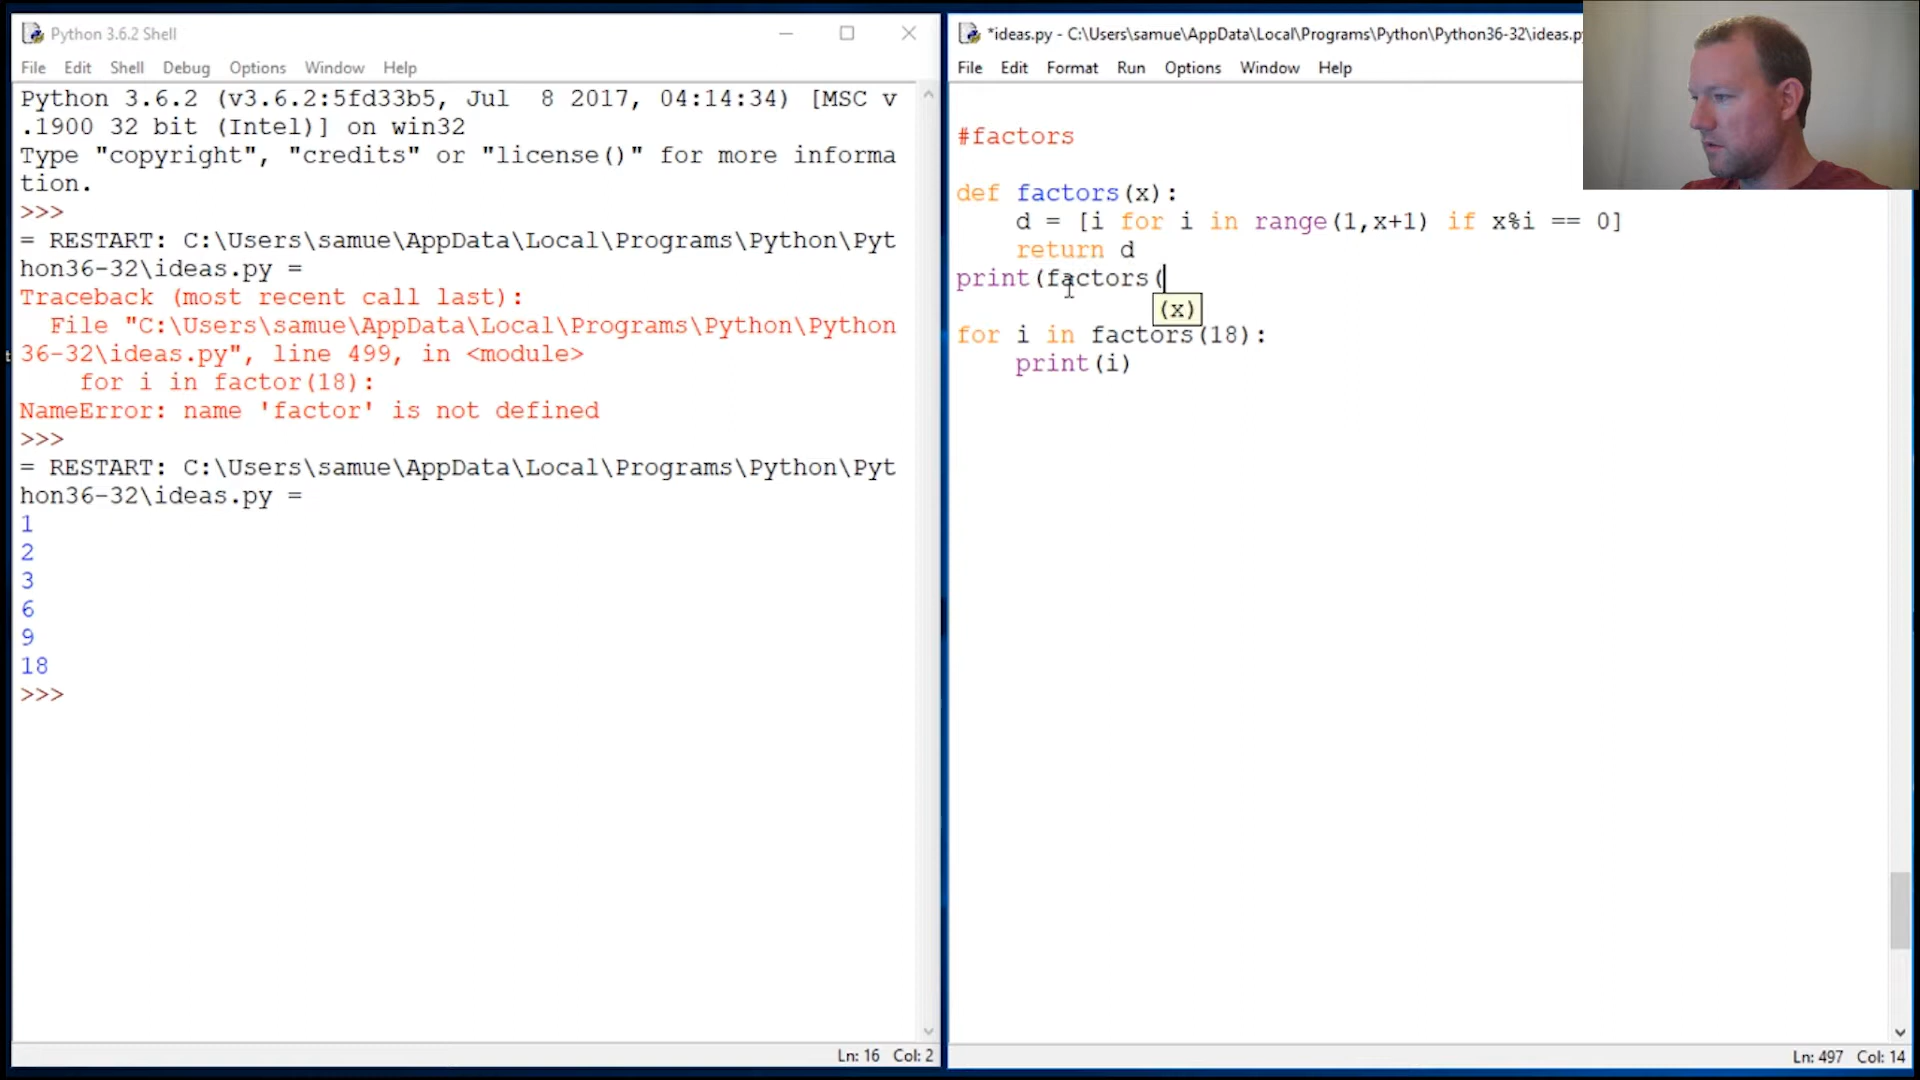 Python 3.6.2 Shell
File Edit Shell Debug Options Window Help
Python 3.6.2 (v3.6.2:5fd33b5, Jul  8 2017, 04:14:34) [MSC v
.1900 32 bit (Intel)] on win32
Type "copyright", "credits" or "license()" for more informa
tion.
>>>
= RESTART: C:\Users\samue\AppData\Local\Programs\Python\Pyt
hon36-32\ideas.py =
Traceback (most recent call last):
  File "C:\Users\samue\AppData\Local\Programs\Python\Python
36-32\ideas.py", line 499, in <module>
    for i in factor(18):
NameError: name 'factor' is not defined
>>>
= RESTART: C:\Users\samue\AppData\Local\Programs\Python\Pyt
hon36-32\ideas.py =
1
2
3
6
9
18
>>>
Ln: 16 Col: 2
*ideas.py - C:\Users\samue\AppData\Local\Programs\Python\Python36-32\ideas.py
File Edit Format Run Options Window Help
#factors
def factors(x):
    d = [i for i in range(1,x+1) if x%i == 0]
    return d
print(factors(
(x)
for i in factors(18):
    print(i)
Ln: 497 Col: 14